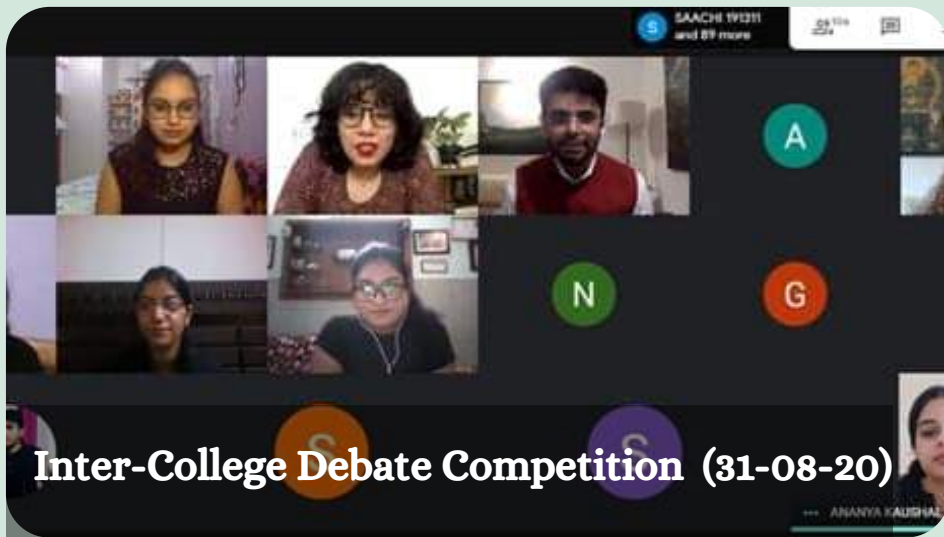 SAACHI 191311
and 89 more
A
N
G
S
S
S
Inter-College Debate Competition (31-08-20)
ANANYA KAUSHAL